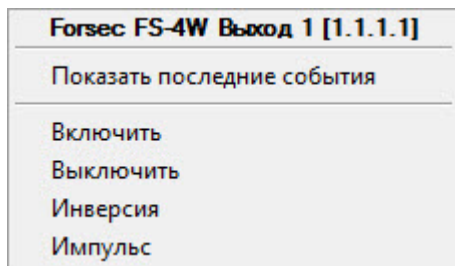 Forsec FS-4W Выход 1 [1.1.1.1]
Показать последние события
Включить
Выключить
Инверсия
Импульс